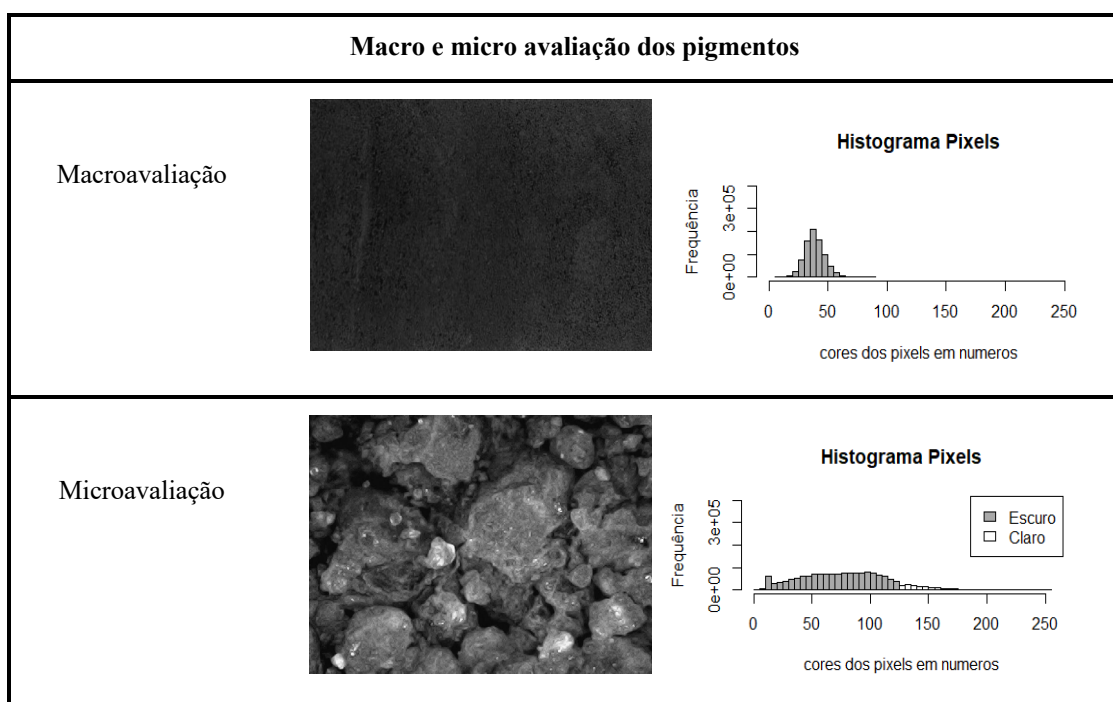 Macro e micro avaliação dos pigmentos
Macroavaliação
Histograma Pixels
Frequência
0e+00 3e+05
0 50 100 150 200 250
cores dos pixels em numeros
Microavaliação
Histograma Pixels
Escuro
Claro
Frequência
0e+00 3e+05
0 50 100 150 200 250
cores dos pixels em numeros